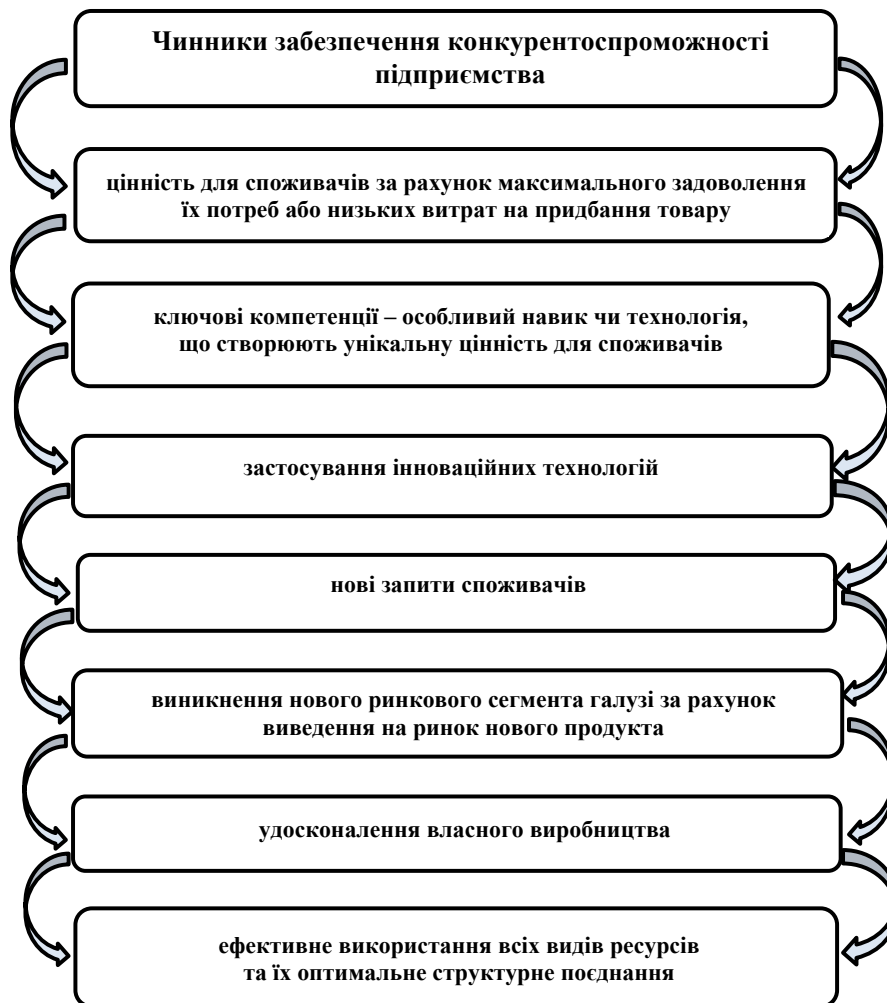 Чинники забезпечення конкурентоспроможності
підприємства
цінність для споживачів за рахунок максимального задоволення
їх потреб або низьких витрат на придбання товару
ключові компетенції – особливий навик чи технологія,
що створюють унікальну цінність для споживачів
застосування інноваційних технологій
нові запити споживачів
виникнення нового ринкового сегмента галузі за рахунок
виведення на ринок нового продукта
удосконалення власного виробництва
ефективне використання всіх видів ресурсів
та їх оптимальне структурне поєднання